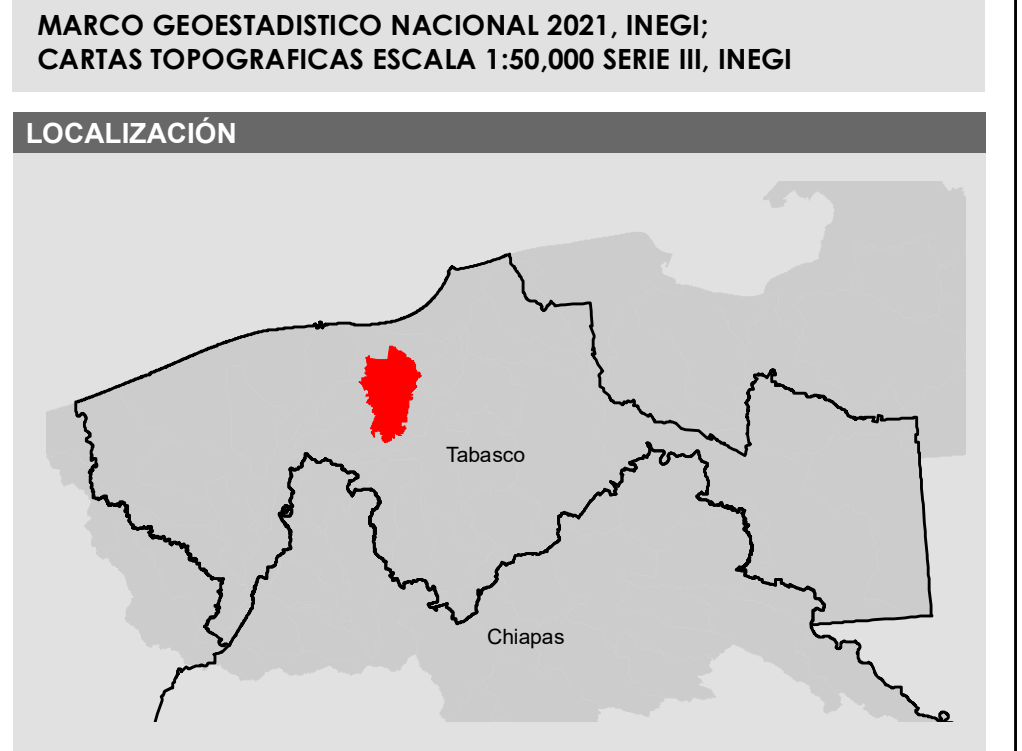 MARCO GEOESTADISTICO NACIONAL 2021, INEGI;
CARTAS TOPOGRAFICAS ESCALA 1:50,000 SERIE III, INEGI
LOCALIZACIÓN
Tabasco
Chiapas